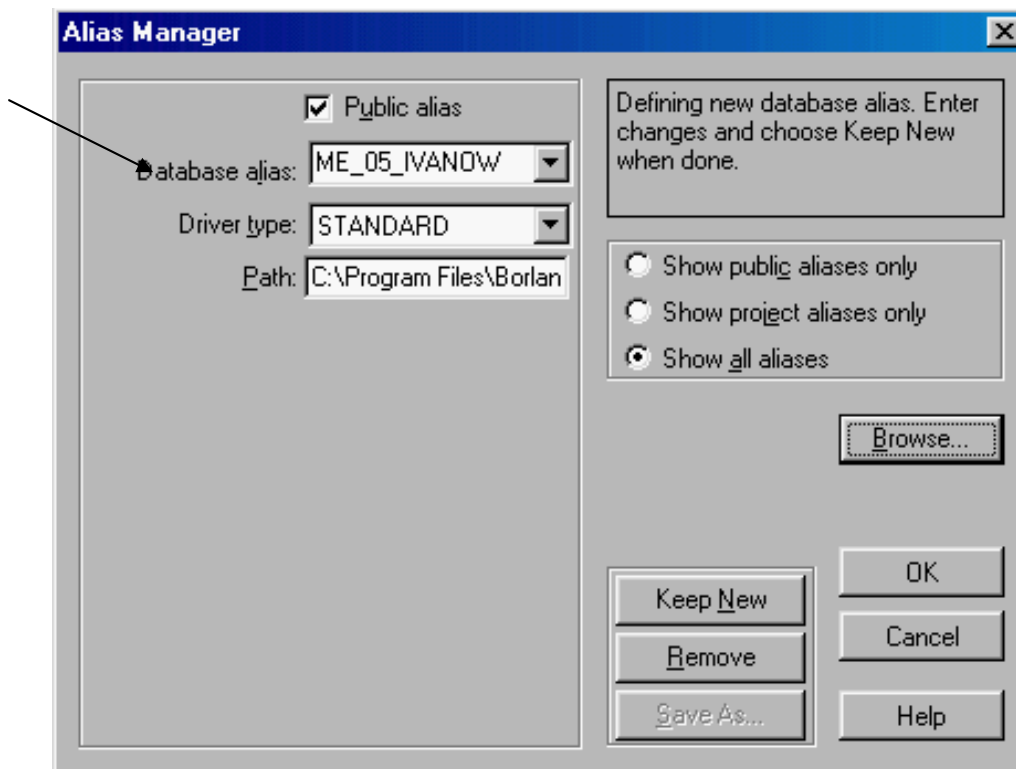 Alias Manager
Public alias
Database alias: ME_05_IVANOW
Driver type: STANDARD
Path: C:\Program Files\Borlan
Defining new database alias. Enter
changes and choose Keep New
when done.
Show public aliases only
Show project aliases only
Show all aliases
Browse...
Keep New
Remove
Save As...
OK
Cancel
Help